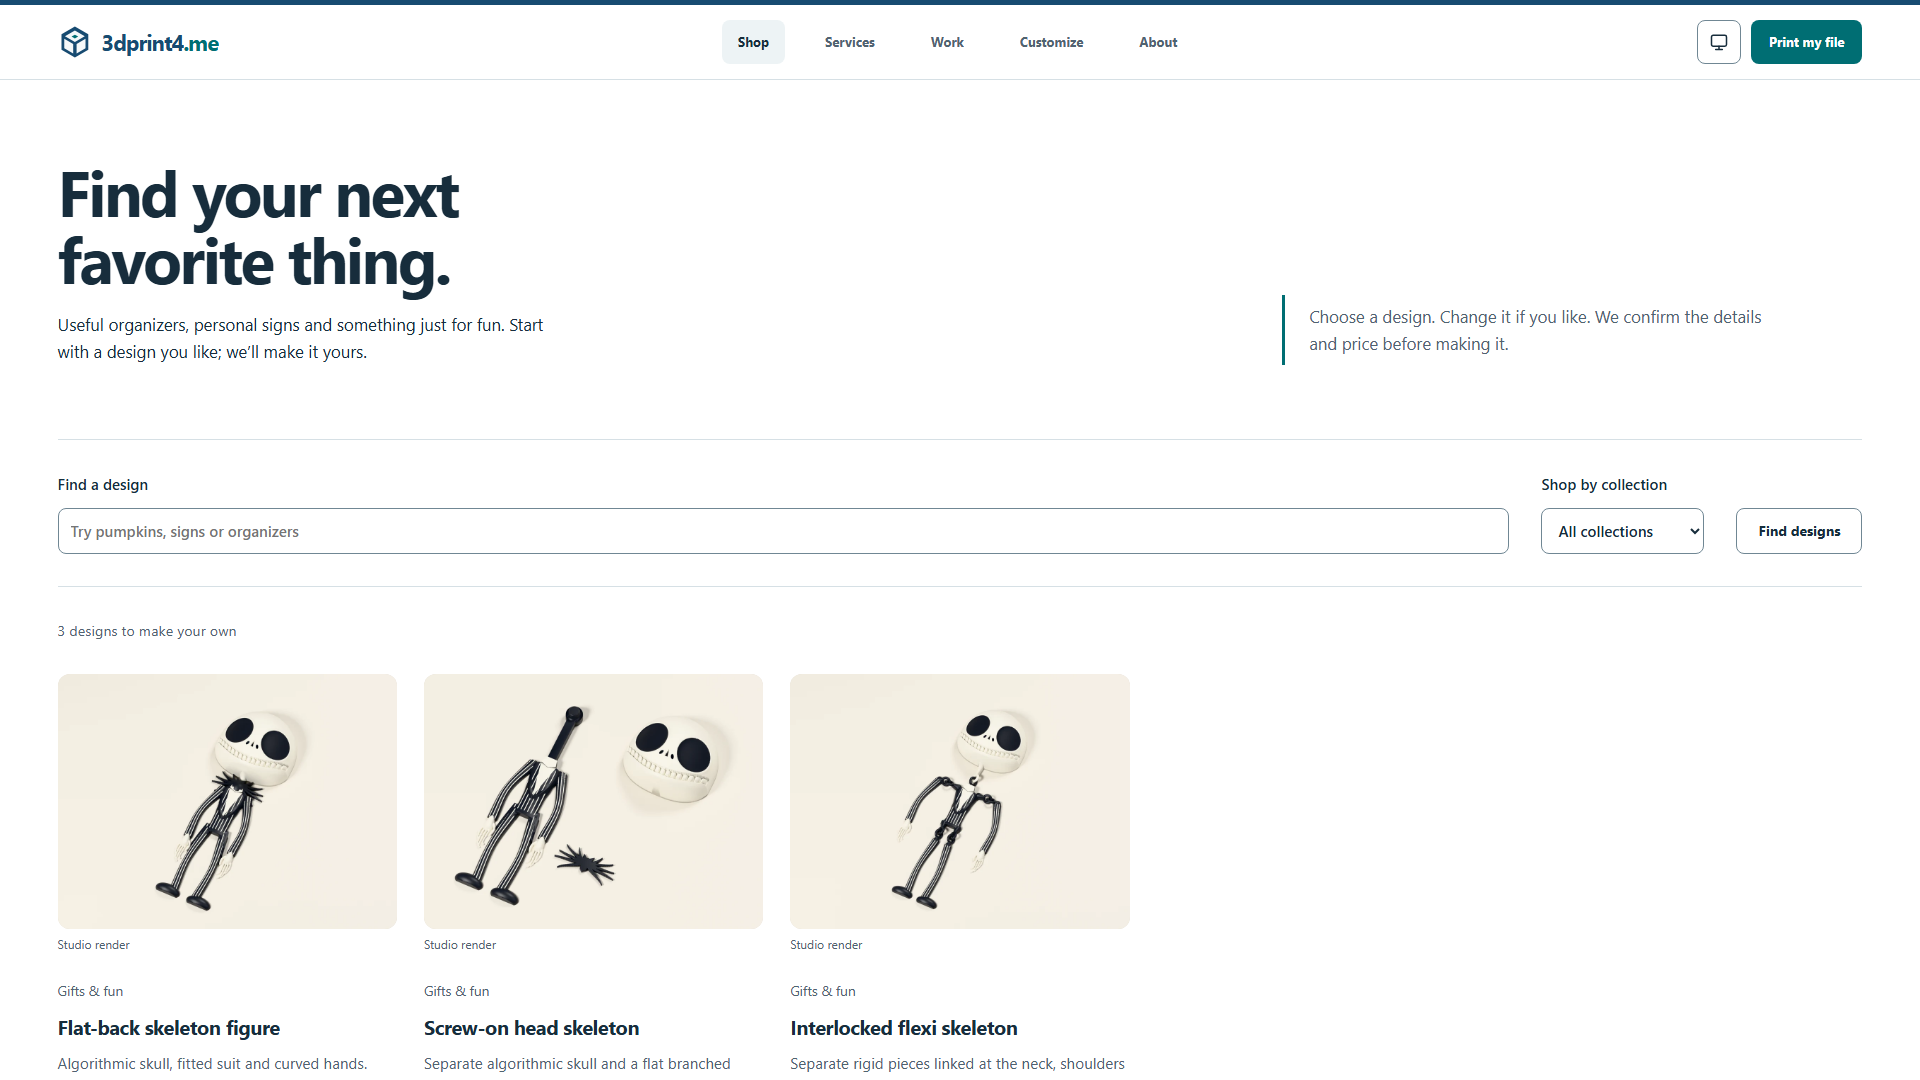 3dprint4.me
Shop
Services
Work
Customize
About
Print my file
Find your next
favorite thing.
Useful organizers, personal signs and something just for fun. Start
with a design you like; we’ll make it yours.
Choose a design. Change it if you like. We confirm the details
and price before making it.
Find a design
Try pumpkins, signs or organizers
Shop by collection
All collections
Find designs
3 designs to make your own
Studio render
Gifts & fun
Flat-back skeleton figure
Algorithmic skull, fitted suit and curved hands.
Studio render
Gifts & fun
Screw-on head skeleton
Separate algorithmic skull and a flat branched
Studio render
Gifts & fun
Interlocked flexi skeleton
Separate rigid pieces linked at the neck, shoulders